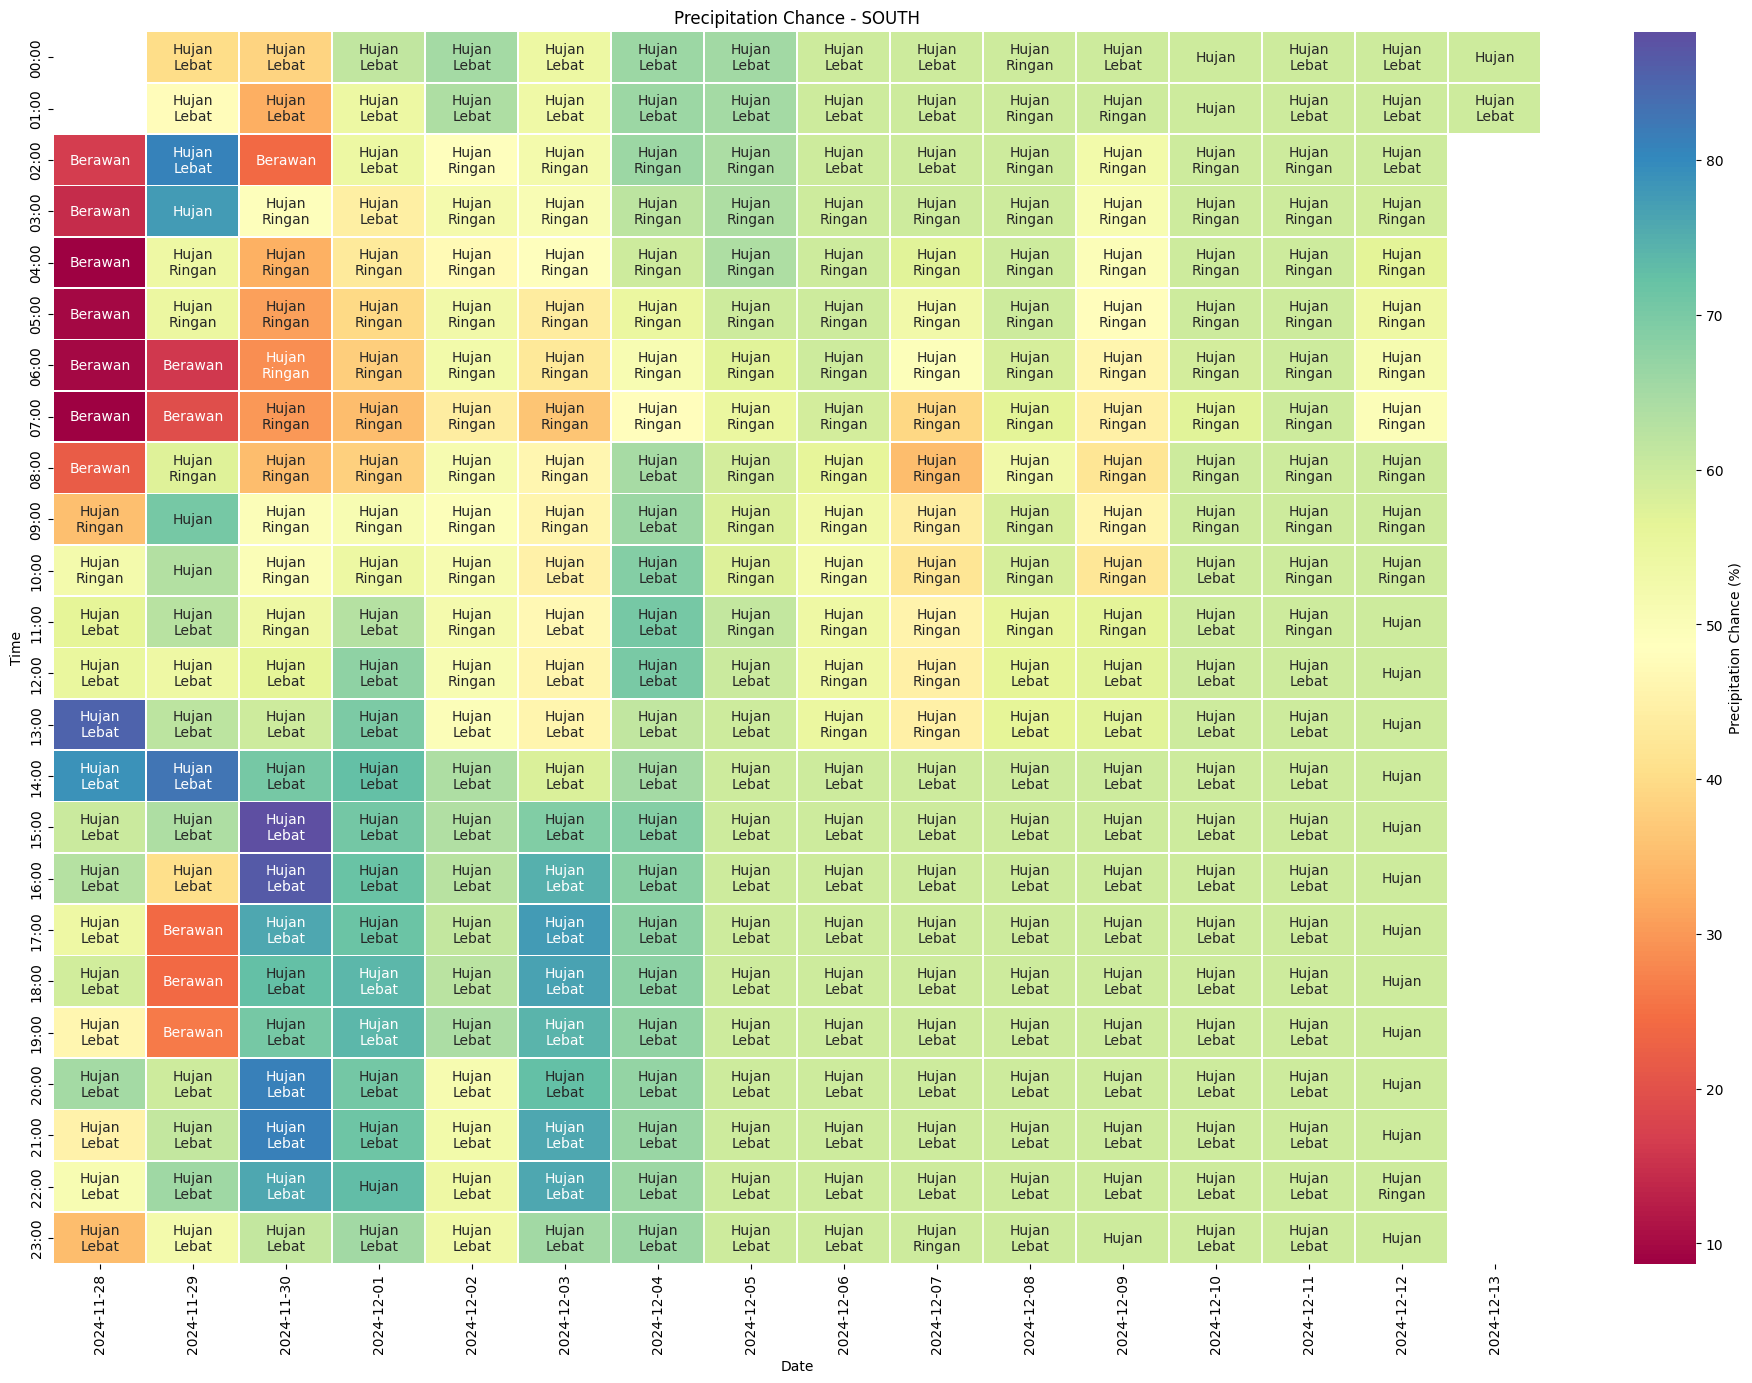 Precipitation Chance - SOUTH
00:00 Hujan Lebat Hujan Lebat Hujan Lebat Hujan Lebat Hujan Lebat Hujan Lebat Hujan Lebat Hujan Lebat Hujan Lebat Hujan Ringan Hujan Lebat Hujan Hujan Lebat Hujan Lebat Hujan
01:00 Hujan Lebat Hujan Lebat Hujan Lebat Hujan Lebat Hujan Lebat Hujan Lebat Hujan Lebat Hujan Lebat Hujan Lebat Hujan Ringan Hujan Ringan Hujan Hujan Lebat Hujan Lebat Hujan Lebat
02:00 Berawan Hujan Lebat Berawan Hujan Lebat Hujan Ringan Hujan Ringan Hujan Ringan Hujan Ringan Hujan Lebat Hujan Lebat Hujan Ringan Hujan Ringan Hujan Ringan Hujan Ringan Hujan Lebat
03:00 Berawan Hujan Hujan Ringan Hujan Lebat Hujan Ringan Hujan Ringan Hujan Ringan Hujan Ringan Hujan Ringan Hujan Ringan Hujan Ringan Hujan Ringan Hujan Ringan Hujan Ringan Hujan Ringan
04:00 Berawan Hujan Ringan Hujan Ringan Hujan Ringan Hujan Ringan Hujan Ringan Hujan Ringan Hujan Ringan Hujan Ringan Hujan Ringan Hujan Ringan Hujan Ringan Hujan Ringan Hujan Ringan Hujan Ringan
05:00 Berawan Hujan Ringan Hujan Ringan Hujan Ringan Hujan Ringan Hujan Ringan Hujan Ringan Hujan Ringan Hujan Ringan Hujan Ringan Hujan Ringan Hujan Ringan Hujan Ringan Hujan Ringan Hujan Ringan
06:00 Berawan Berawan Hujan Ringan Hujan Ringan Hujan Ringan Hujan Ringan Hujan Ringan Hujan Ringan Hujan Ringan Hujan Ringan Hujan Ringan Hujan Ringan Hujan Ringan Hujan Ringan Hujan Ringan
07:00 Berawan Berawan Hujan Ringan Hujan Ringan Hujan Ringan Hujan Ringan Hujan Ringan Hujan Ringan Hujan Ringan Hujan Ringan Hujan Ringan Hujan Ringan Hujan Ringan Hujan Ringan Hujan Ringan
08:00 Berawan Hujan Ringan Hujan Ringan Hujan Ringan Hujan Ringan Hujan Ringan Hujan Lebat Hujan Ringan Hujan Ringan Hujan Ringan Hujan Ringan Hujan Ringan Hujan Ringan Hujan Ringan Hujan Ringan
09:00 Hujan Ringan Hujan Hujan Ringan Hujan Ringan Hujan Ringan Hujan Ringan Hujan Lebat Hujan Ringan Hujan Ringan Hujan Ringan Hujan Ringan Hujan Ringan Hujan Ringan Hujan Ringan Hujan Ringan
10:00 Hujan Ringan Hujan Hujan Ringan Hujan Ringan Hujan Ringan Hujan Lebat Hujan Lebat Hujan Ringan Hujan Ringan Hujan Ringan Hujan Ringan Hujan Ringan Hujan Lebat Hujan Ringan Hujan Ringan
11:00 Hujan Lebat Hujan Lebat Hujan Ringan Hujan Lebat Hujan Ringan Hujan Lebat Hujan Lebat Hujan Ringan Hujan Ringan Hujan Ringan Hujan Ringan Hujan Ringan Hujan Lebat Hujan Ringan Hujan
12:00 Hujan Lebat Hujan Lebat Hujan Lebat Hujan Lebat Hujan Ringan Hujan Lebat Hujan Lebat Hujan Lebat Hujan Ringan Hujan Ringan Hujan Lebat Hujan Lebat Hujan Lebat Hujan Lebat Hujan
13:00 Hujan Lebat Hujan Lebat Hujan Lebat Hujan Lebat Hujan Lebat Hujan Lebat Hujan Lebat Hujan Lebat Hujan Ringan Hujan Ringan Hujan Lebat Hujan Lebat Hujan Lebat Hujan Lebat Hujan
14:00 Hujan Lebat Hujan Lebat Hujan Lebat Hujan Lebat Hujan Lebat Hujan Lebat Hujan Lebat Hujan Lebat Hujan Lebat Hujan Lebat Hujan Lebat Hujan Lebat Hujan Lebat Hujan Lebat Hujan
15:00 Hujan Lebat Hujan Lebat Hujan Lebat Hujan Lebat Hujan Lebat Hujan Lebat Hujan Lebat Hujan Lebat Hujan Lebat Hujan Lebat Hujan Lebat Hujan Lebat Hujan Lebat Hujan Lebat Hujan
16:00 Hujan Lebat Hujan Lebat Hujan Lebat Hujan Lebat Hujan Lebat Hujan Lebat Hujan Lebat Hujan Lebat Hujan Lebat Hujan Lebat Hujan Lebat Hujan Lebat Hujan Lebat Hujan Lebat Hujan
17:00 Hujan Lebat Berawan Hujan Lebat Hujan Lebat Hujan Lebat Hujan Lebat Hujan Lebat Hujan Lebat Hujan Lebat Hujan Lebat Hujan Lebat Hujan Lebat Hujan Lebat Hujan Lebat Hujan
18:00 Hujan Lebat Berawan Hujan Lebat Hujan Lebat Hujan Lebat Hujan Lebat Hujan Lebat Hujan Lebat Hujan Lebat Hujan Lebat Hujan Lebat Hujan Lebat Hujan Lebat Hujan Lebat Hujan
19:00 Hujan Lebat Berawan Hujan Lebat Hujan Lebat Hujan Lebat Hujan Lebat Hujan Lebat Hujan Lebat Hujan Lebat Hujan Lebat Hujan Lebat Hujan Lebat Hujan Lebat Hujan Lebat Hujan
20:00 Hujan Lebat Hujan Lebat Hujan Lebat Hujan Lebat Hujan Lebat Hujan Lebat Hujan Lebat Hujan Lebat Hujan Lebat Hujan Lebat Hujan Lebat Hujan Lebat Hujan Lebat Hujan Lebat Hujan
21:00 Hujan Lebat Hujan Lebat Hujan Lebat Hujan Lebat Hujan Lebat Hujan Lebat Hujan Lebat Hujan Lebat Hujan Lebat Hujan Lebat Hujan Lebat Hujan Lebat Hujan Lebat Hujan Lebat Hujan
22:00 Hujan Lebat Hujan Lebat Hujan Lebat Hujan Hujan Lebat Hujan Lebat Hujan Lebat Hujan Lebat Hujan Lebat Hujan Lebat Hujan Lebat Hujan Lebat Hujan Lebat Hujan Lebat Hujan Ringan
23:00 Hujan Lebat Hujan Lebat Hujan Lebat Hujan Lebat Hujan Lebat Hujan Lebat Hujan Lebat Hujan Lebat Hujan Lebat Hujan Ringan Hujan Lebat Hujan Hujan Lebat Hujan Lebat Hujan
2024-11-28 2024-11-29 2024-11-30 2024-12-01 2024-12-02 2024-12-03 2024-12-04 2024-12-05 2024-12-06 2024-12-07 2024-12-08 2024-12-09 2024-12-10 2024-12-11 2024-12-12 2024-12-13
Time
Date
80
70
60
50
40
30
20
10
Precipitation Chance (%)